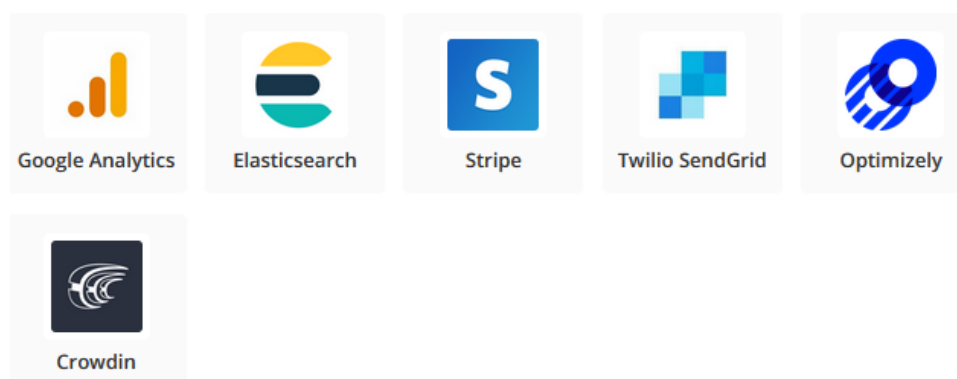 Google Analytics
Elasticsearch
S
Stripe
Twilio SendGrid
Optimizely
Crowdin